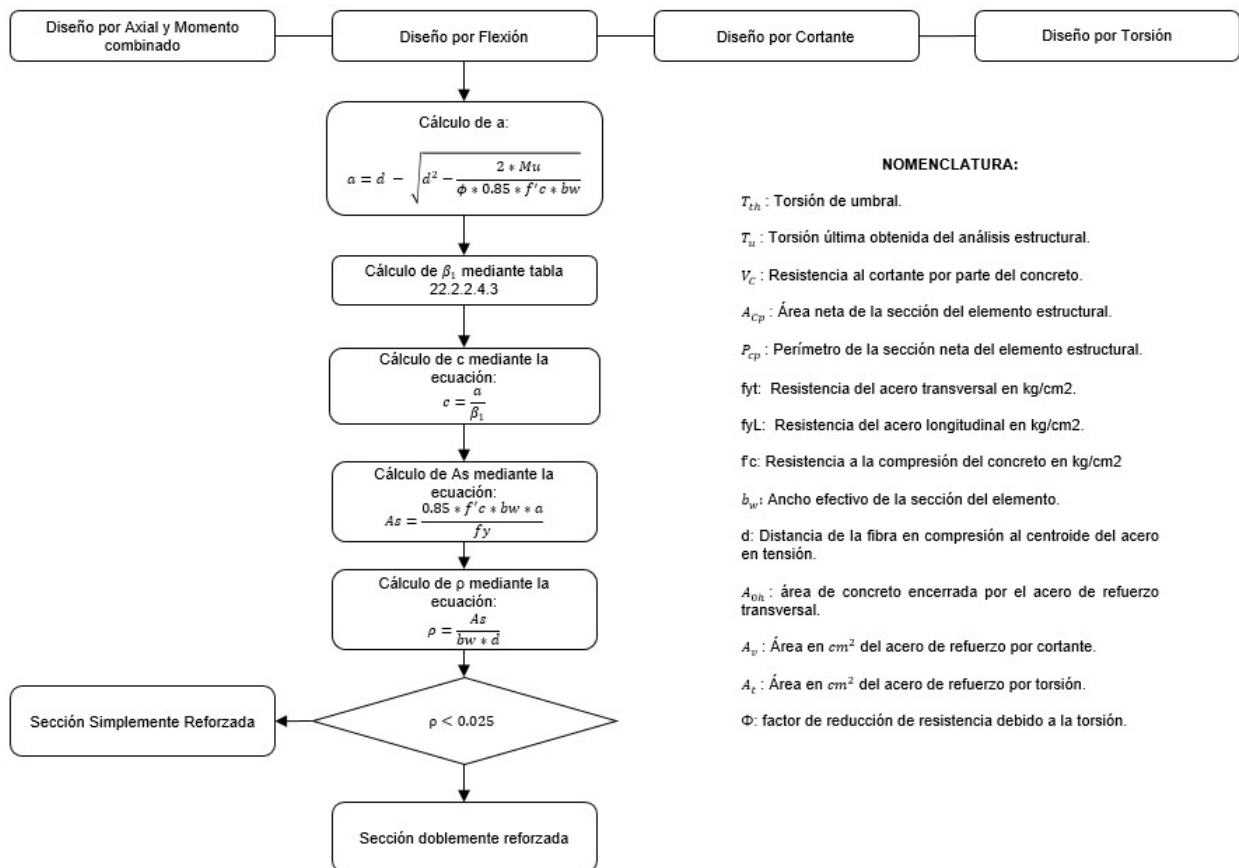 Diseño por Axial y Momento
combinado
Diseño por Flexión
Diseño por Cortante
Diseño por Torsión
Cálculo de a:
a = d − √(d² − (2 * Mu)/(ϕ * 0.85 * f'c * bw))
Cálculo de β₁ mediante tabla
22.2.2.4.3
Cálculo de c mediante la
ecuación:
c = a/β₁
Cálculo de As mediante la
ecuación:
As = (0.85 * f'c * bw * a)/(fy)
Cálculo de ρ mediante la
ecuación:
ρ = As/(bw * d)
Sección Simplemente Reforzada
ρ < 0.025
Sección doblemente reforzada
NOMENCLATURA:
T_th : Torsión de umbral.
T_u : Torsión última obtenida del análisis estructural.
V_C : Resistencia al cortante por parte del concreto.
A_Cp : Área neta de la sección del elemento estructural.
P_cp : Perímetro de la sección neta del elemento estructural.
fyt: Resistencia del acero transversal en kg/cm2.
fyL: Resistencia del acero longitudinal en kg/cm2.
f'c: Resistencia a la compresión del concreto en kg/cm2
b_w: Ancho efectivo de la sección del elemento.
d: Distancia de la fibra en compresión al centroide del acero
en tensión.
A_0h : área de concreto encerrada por el acero de refuerzo
transversal.
A_v : Área en cm² del acero de refuerzo por cortante.
A_t : Área en cm² del acero de refuerzo por torsión.
Φ: factor de reducción de resistencia debido a la torsión.